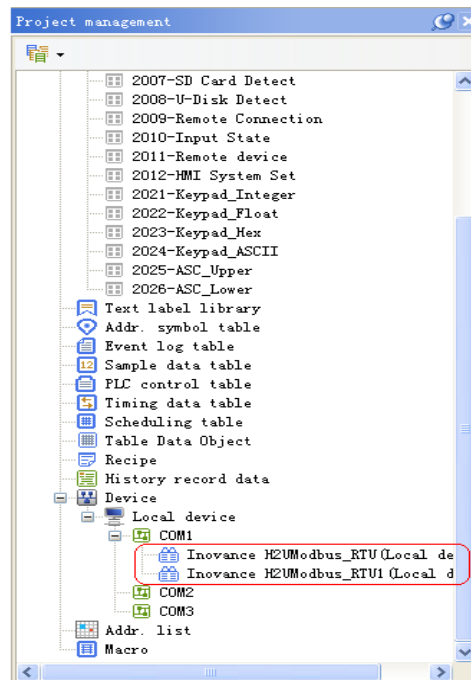 Project management
2007-SD Card Detect
2008-U-Disk Detect
2009-Remote Connection
2010-Input State
2011-Remote device
2012-HMI System Set
2021-Keypad_Integer
2022-Keypad_Float
2023-Keypad_Hex
2024-Keypad_ASCII
2025-ASC_Upper
2026-ASC_Lower
Text label library
Addr. symbol table
Event log table
12 Sample data table
PLC control table
Timing data table
Scheduling table
Table Data Object
Recipe
History record data
Device
Local device
COM1
Inovance H2UModbus_RTU(Local de
Inovance H2UModbus_RTU1(Local d
COM2
COM3
Addr. list
Macro